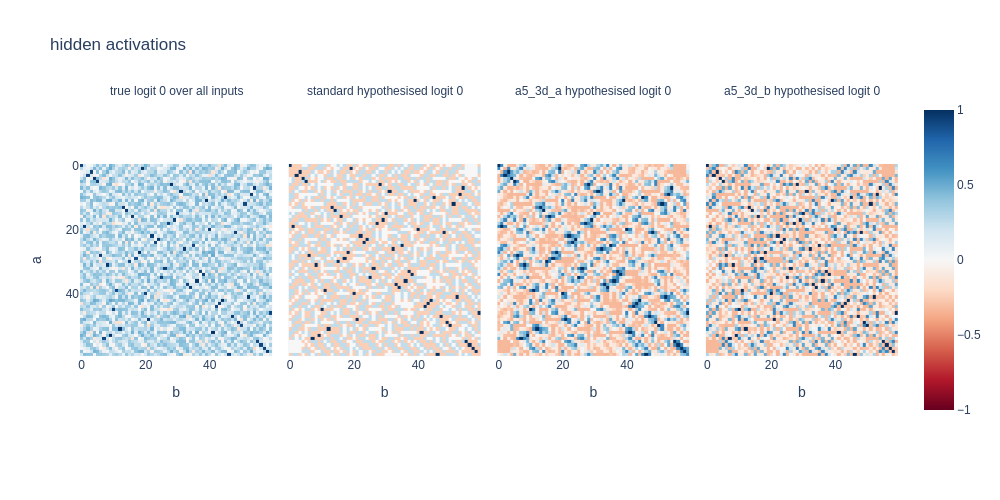 hidden activations
true logit 0 over all inputs
standard hypothesised logit 0
a5_3d_a hypothesised logit 0
a5_3d_b hypothesised logit 0
a
0
20
40
0
20
40
0
20
40
0
20
40
0
20
40
b
b
b
b
1
0.5
0
−0.5
−1